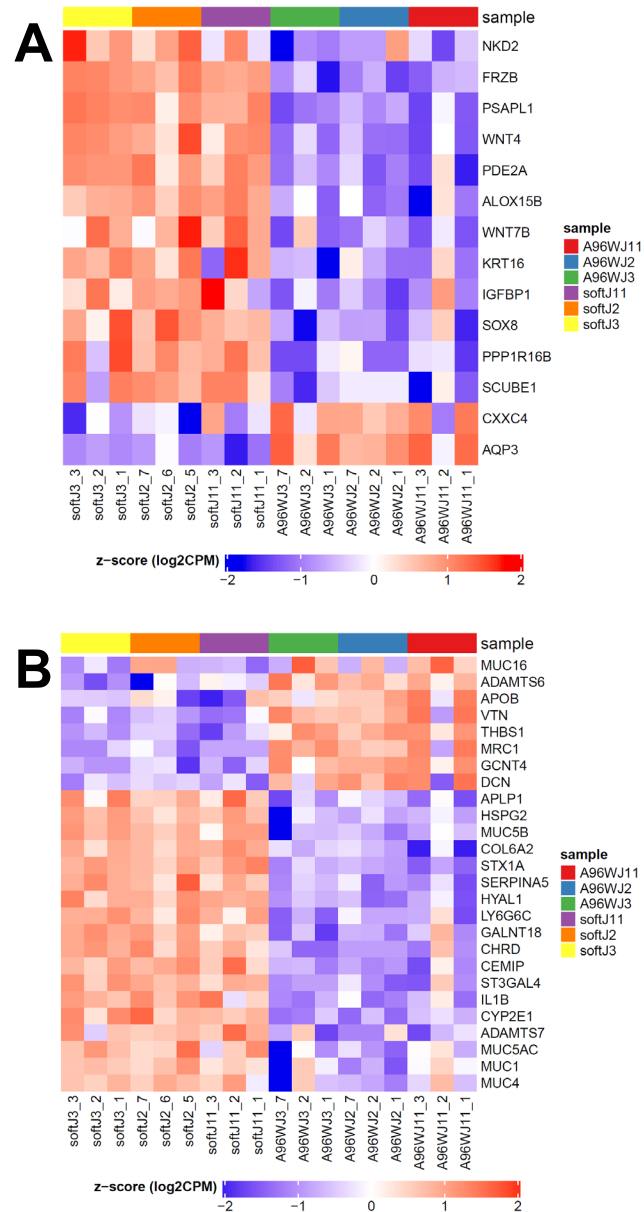 A
sample
NKD2
FRZB
PSAPL1
WNT4
PDE2A
ALOX15B
WNT7B
KRT16
IGFBP1
SOX8
PPP1R16B
SCUBE1
CXXC4
AQP3
sample
A96WJ11
A96WJ2
A96WJ3
softJ11
softJ2
softJ3
softJ3_3
softJ3_2
softJ3_1
softJ2_7
softJ2_6
softJ2_5
softJ11_3
softJ11_2
softJ11_1
A96WJ3_7
A96WJ3_2
A96WJ3_1
A96WJ2_7
A96WJ2_2
A96WJ2_1
A96WJ11_3
A96WJ11_2
A96WJ11_1
z-score (log2CPM)
−2 −1 0 1 2
B
sample
MUC16
ADAMTS6
APOB
VTN
THBS1
MRC1
GCNT4
DCN
APLP1
HSPG2
MUC5B
COL6A2
STX1A
SERPINA5
HYAL1
LY6G6C
GALNT18
CHRD
CEMIP
ST3GAL4
IL1B
CYP2E1
ADAMTS7
MUC5AC
MUC1
MUC4
sample
A96WJ11
A96WJ2
A96WJ3
softJ11
softJ2
softJ3
softJ3_3
softJ3_2
softJ3_1
softJ2_7
softJ2_6
softJ2_5
softJ11_3
softJ11_2
softJ11_1
A96WJ3_7
A96WJ3_2
A96WJ3_1
A96WJ2_7
A96WJ2_2
A96WJ2_1
A96WJ11_3
A96WJ11_2
A96WJ11_1
z-score (log2CPM)
−2 −1 0 1 2